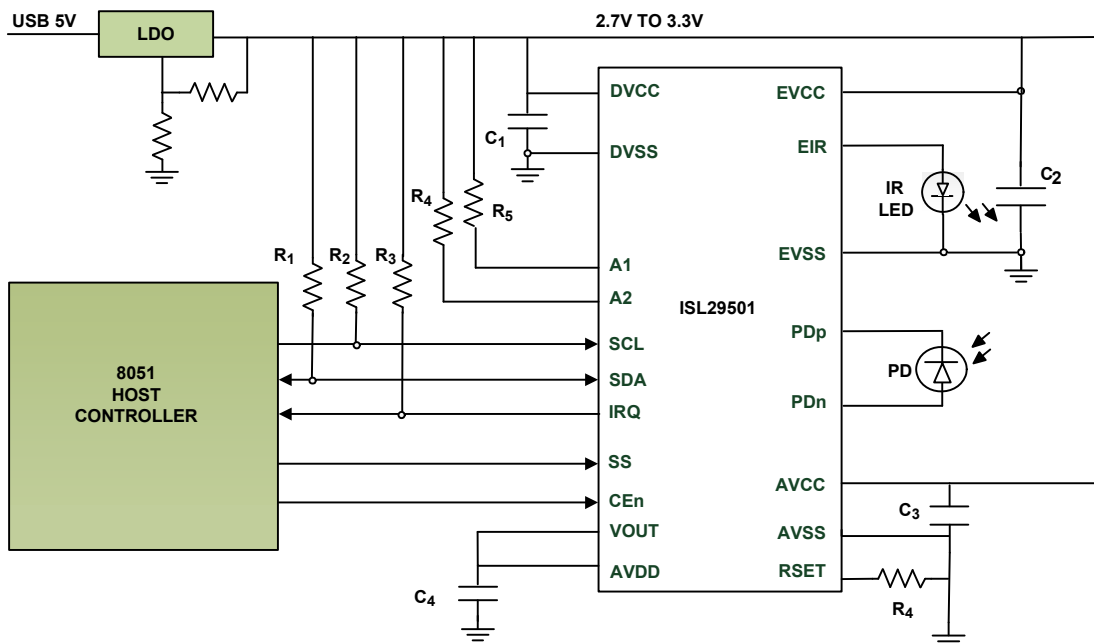 USB 5V
LDO
2.7V TO 3.3V
DVCC
EVCC
C1
DVSS
EIR
R4
R5
IR
LED
C2
R1
R2
R3
EVSS
A1
A2
ISL29501
8051
HOST
CONTROLLER
SCL
PDp
SDA
PD
IRQ
PDn
SS
AVCC
CEn
C3
VOUT
AVSS
AVDD
RSET
C4
R4